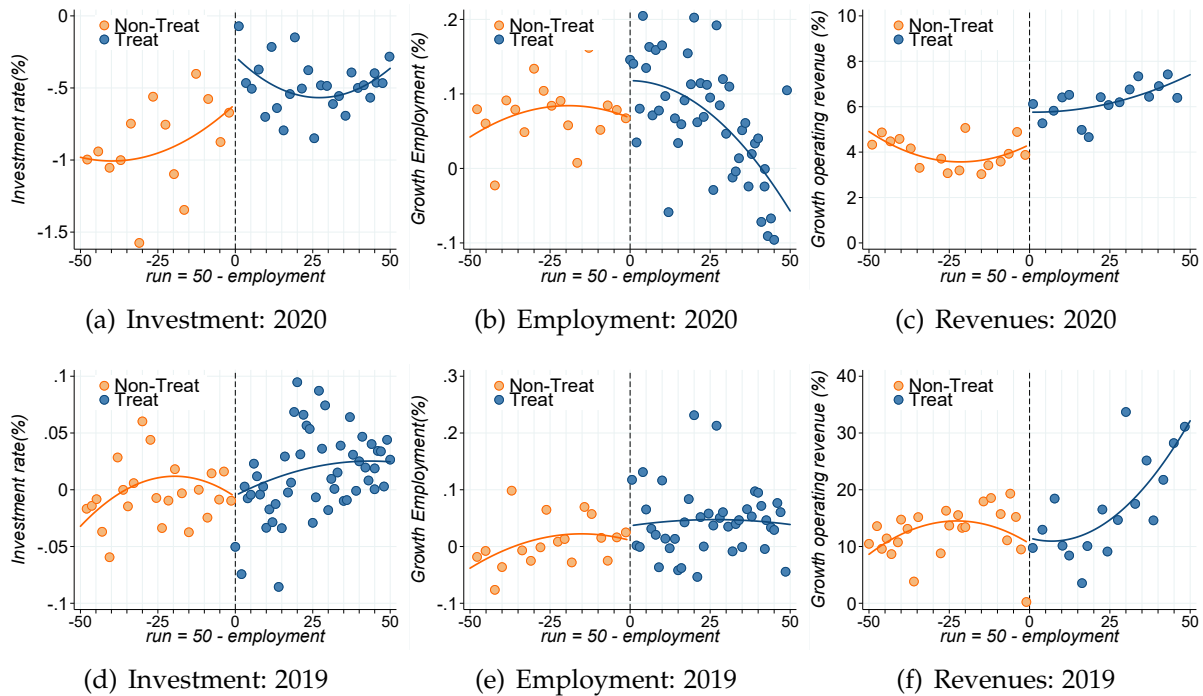 Investment rate(%)
0
-.5
-1
-1.5
Non-Treat
Treat
-50 -25 0 25 50
run = 50 - employment
(a) Investment: 2020
Growth Employment (%)
.2
.1
0
-.1
Non-Treat
Treat
-50 -25 0 25 50
run = 50 - employment
(b) Employment: 2020
Growth operating revenue (%)
10
8
6
4
2
0
Non-Treat
Treat
-50 -25 0 25 50
run = 50 - employment
(c) Revenues: 2020
Investment rate(%)
.1
.05
0
-.05
-.1
Non-Treat
Treat
-50 -25 0 25 50
run = 50 - employment
(d) Investment: 2019
Growth Employment(%)
.3
.2
.1
0
-.1
Non-Treat
Treat
-50 -25 0 25 50
run = 50 - employment
(e) Employment: 2019
Growth operating revenue (%)
40
30
20
10
0
Non-Treat
Treat
-50 -25 0 25 50
run = 50 - employment
(f) Revenues: 2019